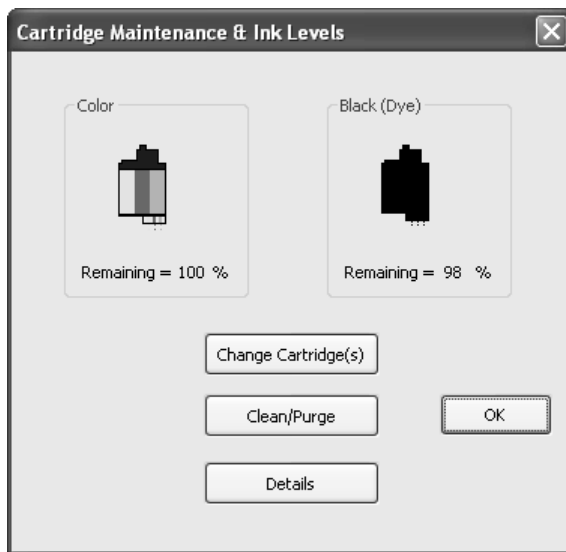 Cartridge Maintenance & Ink Levels
Color
Black (Dye)
Remaining = 100 %
Remaining = 98 %
Change Cartridge(s)
Clean/Purge
OK
Details